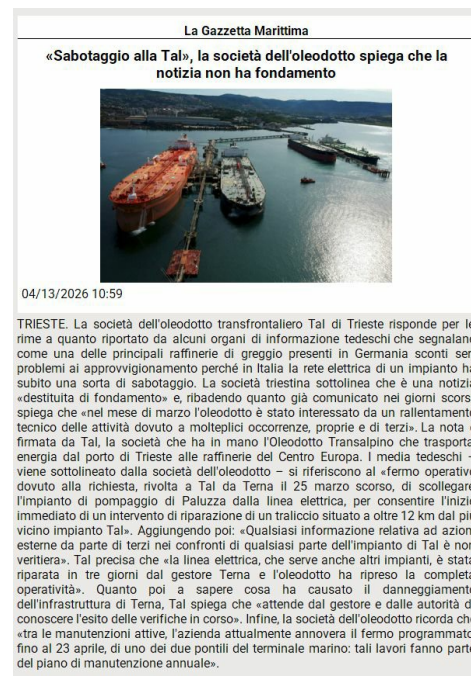 La Gazzetta Marittima
«Sabotaggio alla Tal», la società dell'oleodotto spiega che la
notizia non ha fondamento
04/13/2026 10:59
TRIESTE. La società dell'oleodotto transfrontaliero Tal di Trieste risponde per le
rime a quanto riportato da alcuni organi di informazione tedeschi che segnalan
come una delle principali raffinerie di greggio presenti in Germania sconti ser
problemi ai approvvigionamento perché in Italia la rete elettrica di un impianto ha
subito una sorta di sabotaggio. La società triestina sottolinea che è una notizia
«destituita di fondamento» e, ribadendo quanto già comunicato nei giorni scors
spiega che «nel mese di marzo l'oleodotto è stato interessato da un rallentamento
tecnico delle attività dovuto a molteplici occorrenze, proprie e di terzi». La nota
firmata da Tal, la società che ha in mano l'Oleodotto Transalpino che trasporta
energia dal porto di Trieste alle raffinerie del Centro Europa. I media tedeschi –
viene sottolineato dalla società dell'oleodotto – si riferiscono al «fermo operativo
dovuto alla richiesta, rivolta a Tal da Terna il 25 marzo scorso, di scollegare
l'impianto di pompaggio di Paluzza dalla linea elettrica, per consentire l'inizio
immediato di un intervento di riparazione di un traliccio situato a oltre 12 km dal più
vicino impianto Tal». Aggiungendo poi: «Qualsiasi informazione relativa ad azion
esterne da parte di terzi nei confronti di qualsiasi parte dell'impianto di Tal è non
veritiera». Tal precisa che «la linea elettrica, che serve anche altri impianti, è stata
riparata in tre giorni dal gestore Terna e l'oleodotto ha ripreso la completa
operatività». Quanto poi a sapere cosa ha causato il danneggiamento
dell'infrastruttura di Terna, Tal spiega che «attende dal gestore e dalle autorità di
conoscere l'esito delle verifiche in corso». Infine, la società dell'oleodotto ricorda che
«tra le manutenzioni attive, l'azienda attualmente annovera il fermo programmato
fino al 23 aprile, di uno dei due pontili del terminale marino: tali lavori fanno parte
del piano di manutenzione annuale».